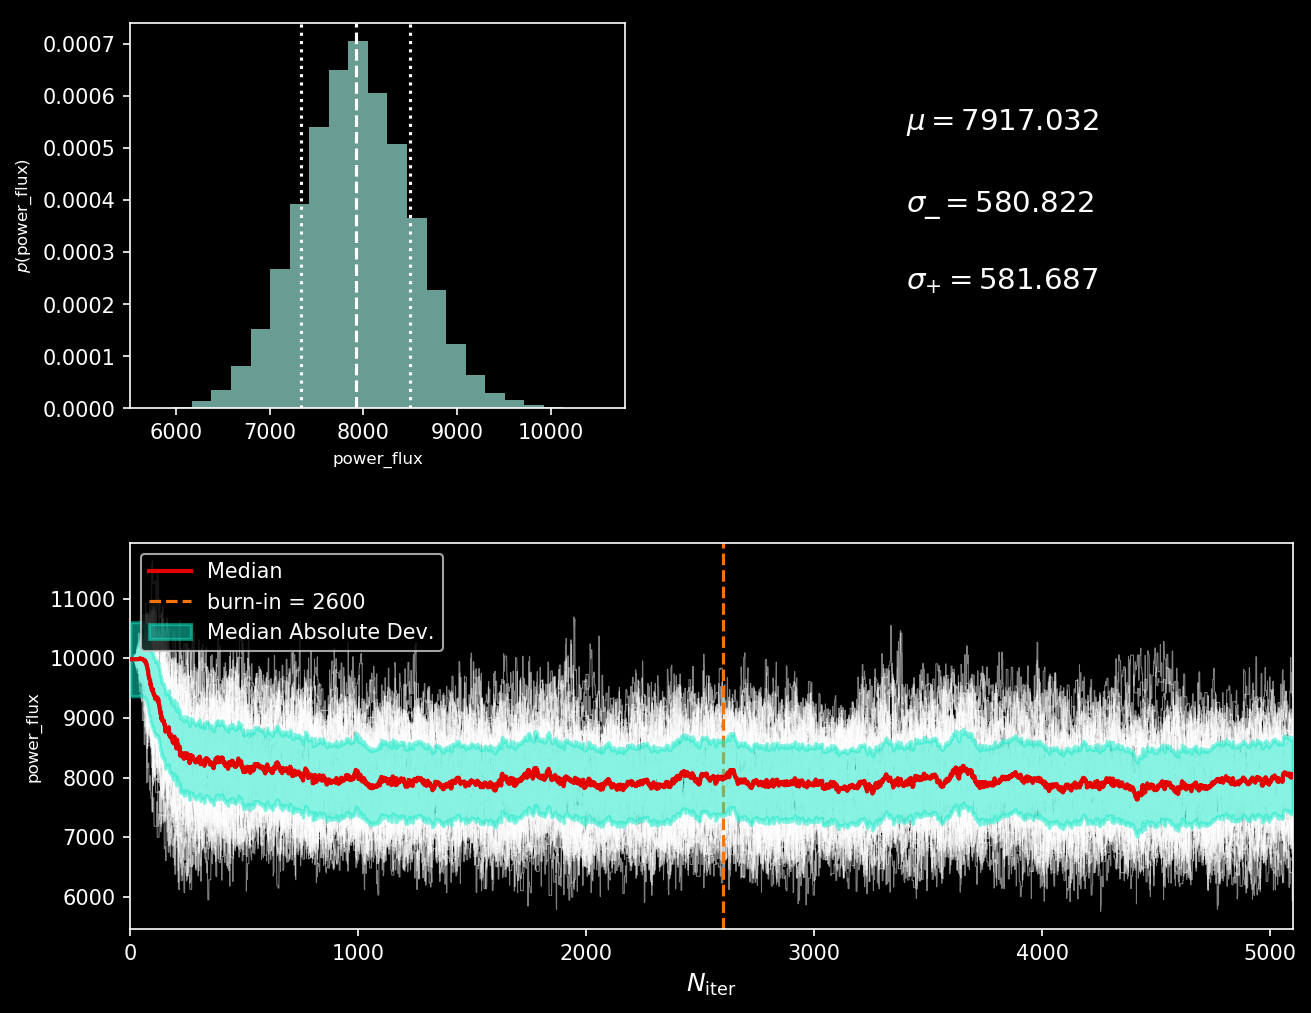 0.0007
0.0006
0.0005
0.0004
0.0003
0.0002
0.0001
0.0000
p(power_flux)
6000 7000 8000 9000 10000
power_flux
μ = 7917.032
σ₋ = 580.822
σ₊ = 581.687
Median
burn-in = 2600
Median Absolute Dev.
11000
10000
9000
8000
7000
6000
power_flux
0 1000 2000 3000 4000 5000
N_iter